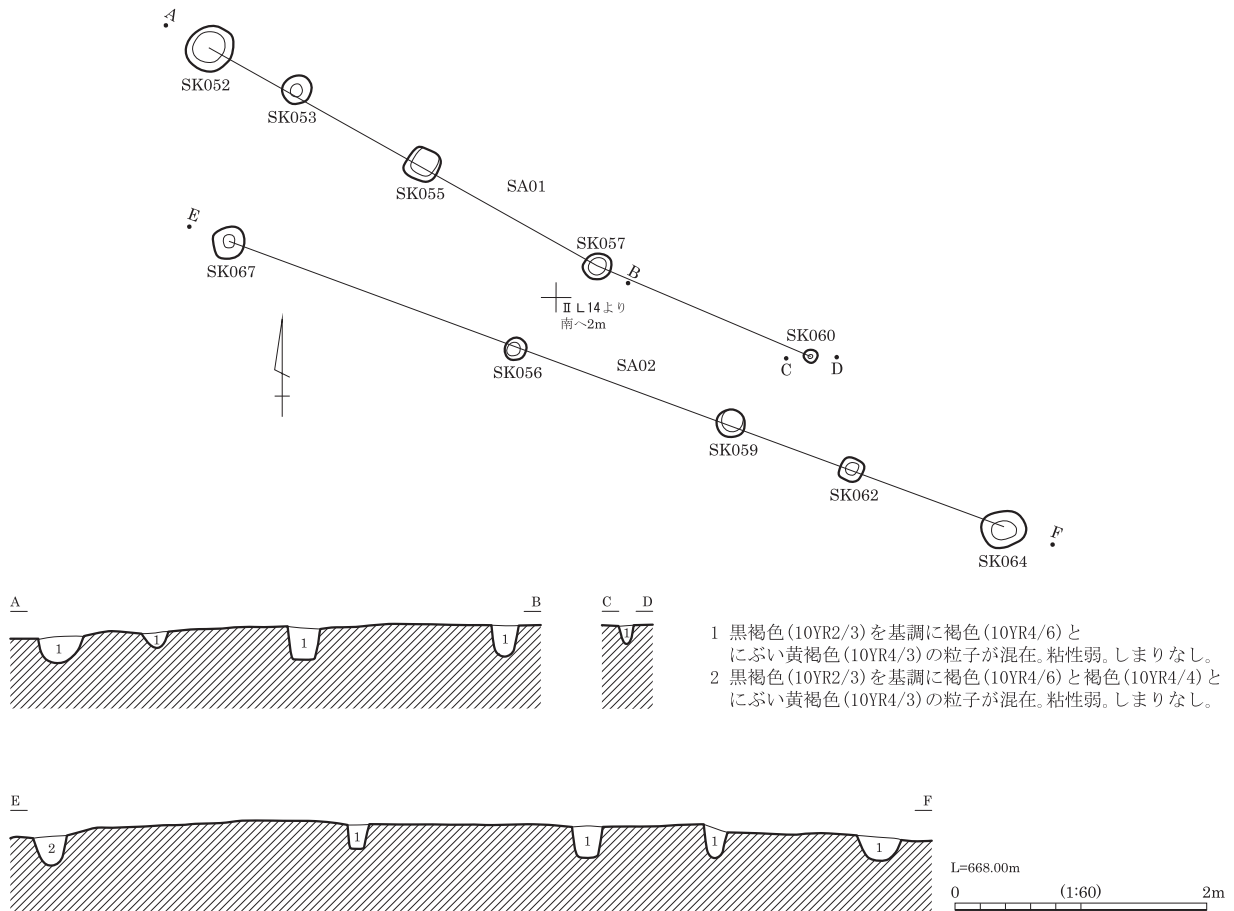 A
SK052
SK053
SK055
SA01
E
SK067
SK057
B
Ⅱ L14より
南へ2m
SK060
C
D
SK056
SA02
SK059
SK062
SK064
F
A
B
C
D
1
1
1
1
1
1 黒褐色(10YR2/3)を基調に褐色(10YR4/6)と
にぶい黄褐色(10YR4/3)の粒子が混在。粘性弱。しまりなし。
2 黒褐色(10YR2/3)を基調に褐色(10YR4/6)と褐色(10YR4/4)と
にぶい黄褐色(10YR4/3)の粒子が混在。粘性弱。しまりなし。
E
F
2
1
1
1
1
L=668.00m
0
(1:60)
2m